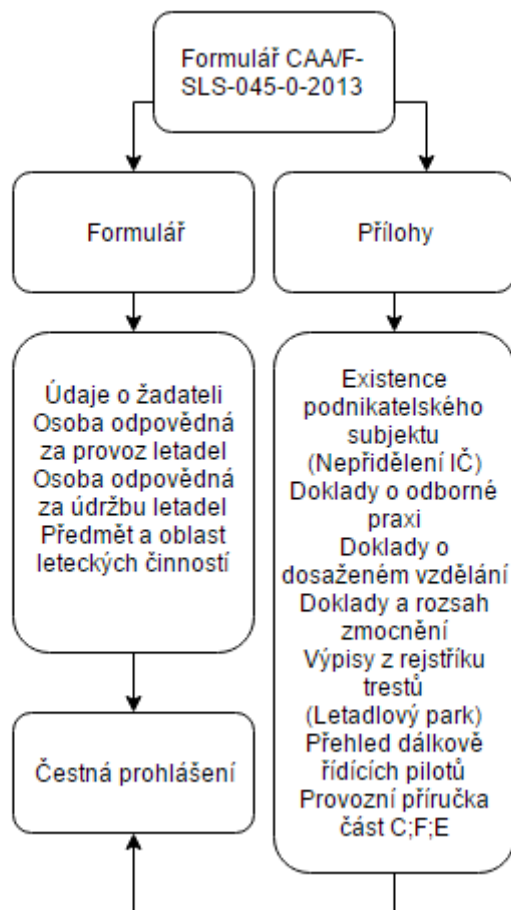 Formulář CAA/F-
SLS-045-0-2013
Formulář
Přílohy
Údaje o žadateli
Osoba odpovědná
za provoz letadel
Osoba odpovědná
za údržbu letadel
Předmět a oblast
leteckých činností
Existence
podnikatelského
subjektu
(Nepřidělení IČ)
Doklady o odborné
praxi
Doklady o
dosaženém vzdělání
Doklady a rozsah
zmocnění
Výpisy z rejstříku
trestů
(Letadlový park)
Přehled dálkově
řídících pilotů
Provozní příručka
část C;F;E
Čestná prohlášení